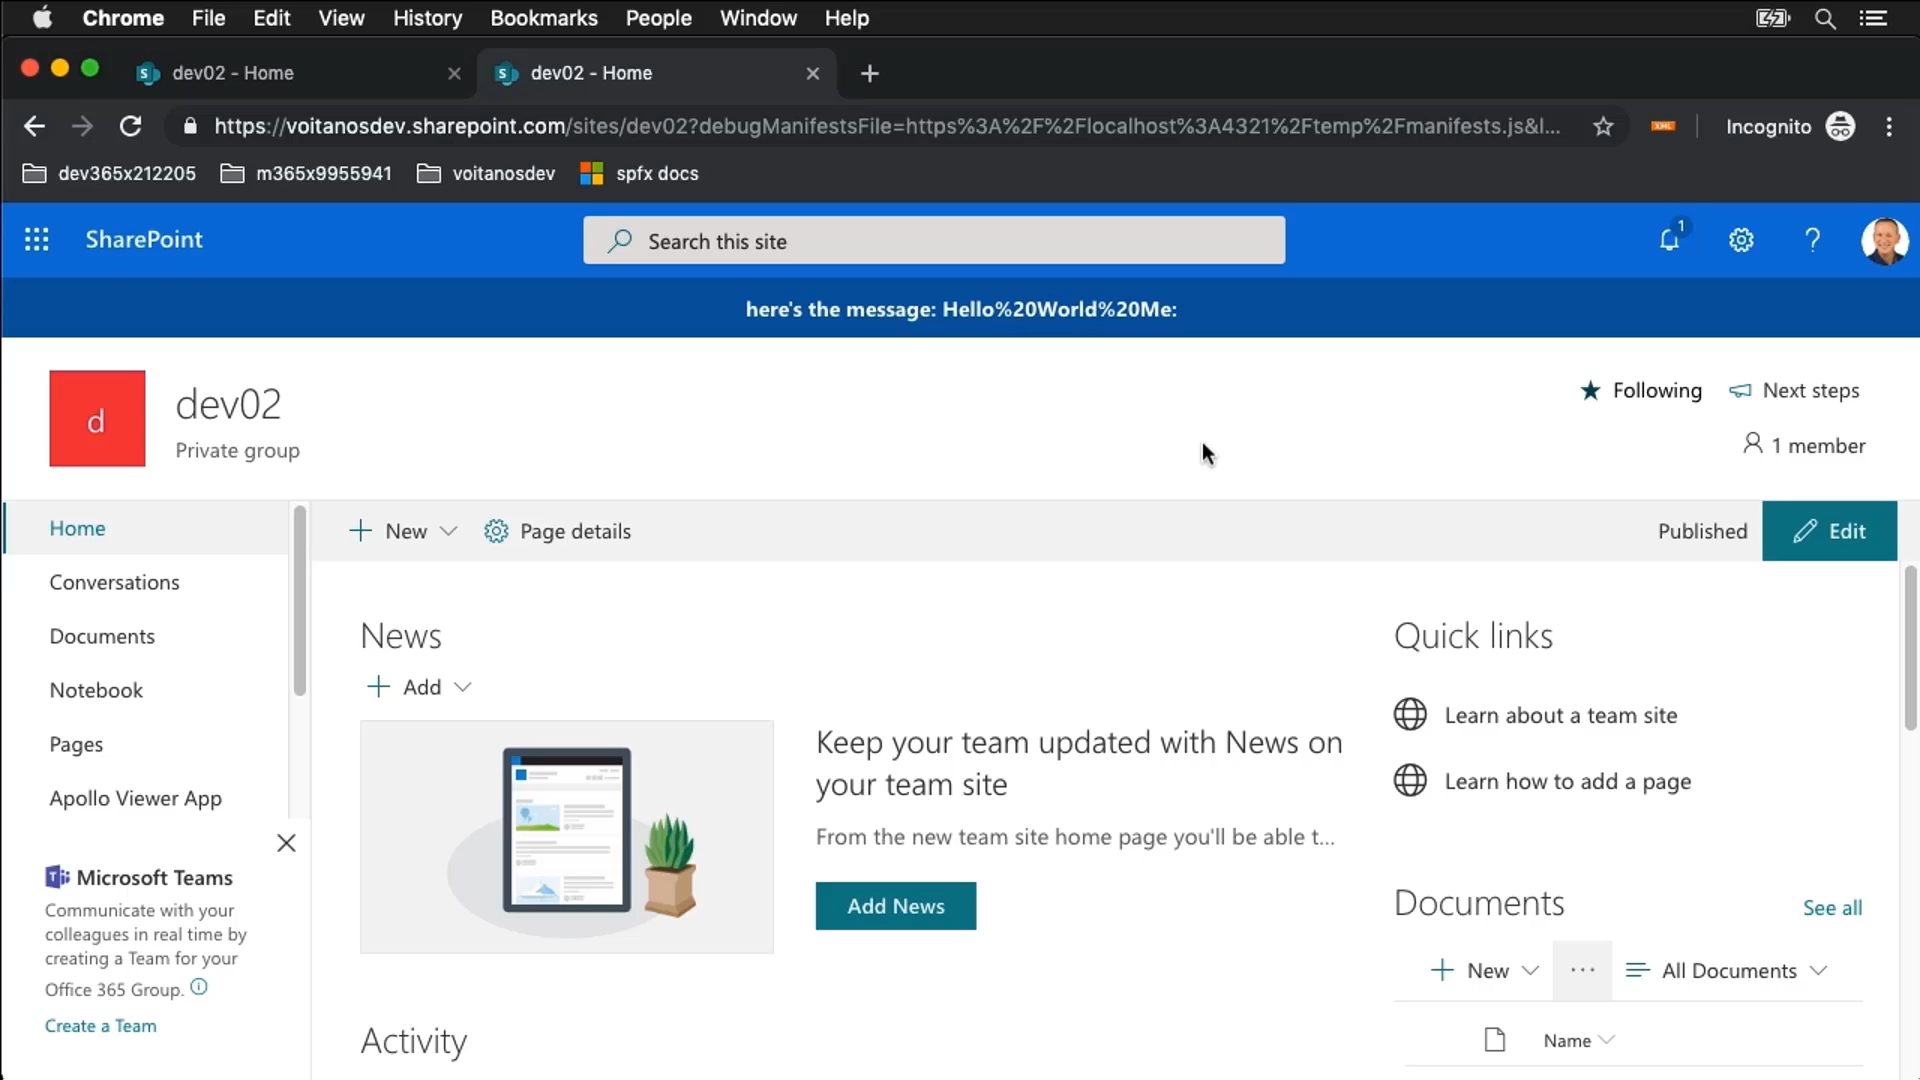 Chrome File Edit View History Bookmarks People Window Help
dev02 - Home
dev02 - Home
https://voitanosdev.sharepoint.com/sites/dev02?debugManifestsFile=https%3A%2F%2Flocalhost%3A4321%2Ftemp%2Fmanifests.js&l...
XML
Incognito
dev365x212205 m365x9955941 voitanosdev spfx docs
SharePoint
Search this site
1
?
here's the message: Hello%20World%20Me:
d
dev02
Private group
Following
Next steps
1 member
Home
Conversations
Documents
Notebook
Pages
Apollo Viewer App
Microsoft Teams
Communicate with your
colleagues in real time by
creating a Team for your
Office 365 Group.
Create a Team
New
Page details
Published
Edit
News
Add
Keep your team updated with News on
your team site
From the new team site home page you'll be able t...
Add News
Activity
Quick links
Learn about a team site
Learn how to add a page
Documents
See all
New
...
All Documents
Name